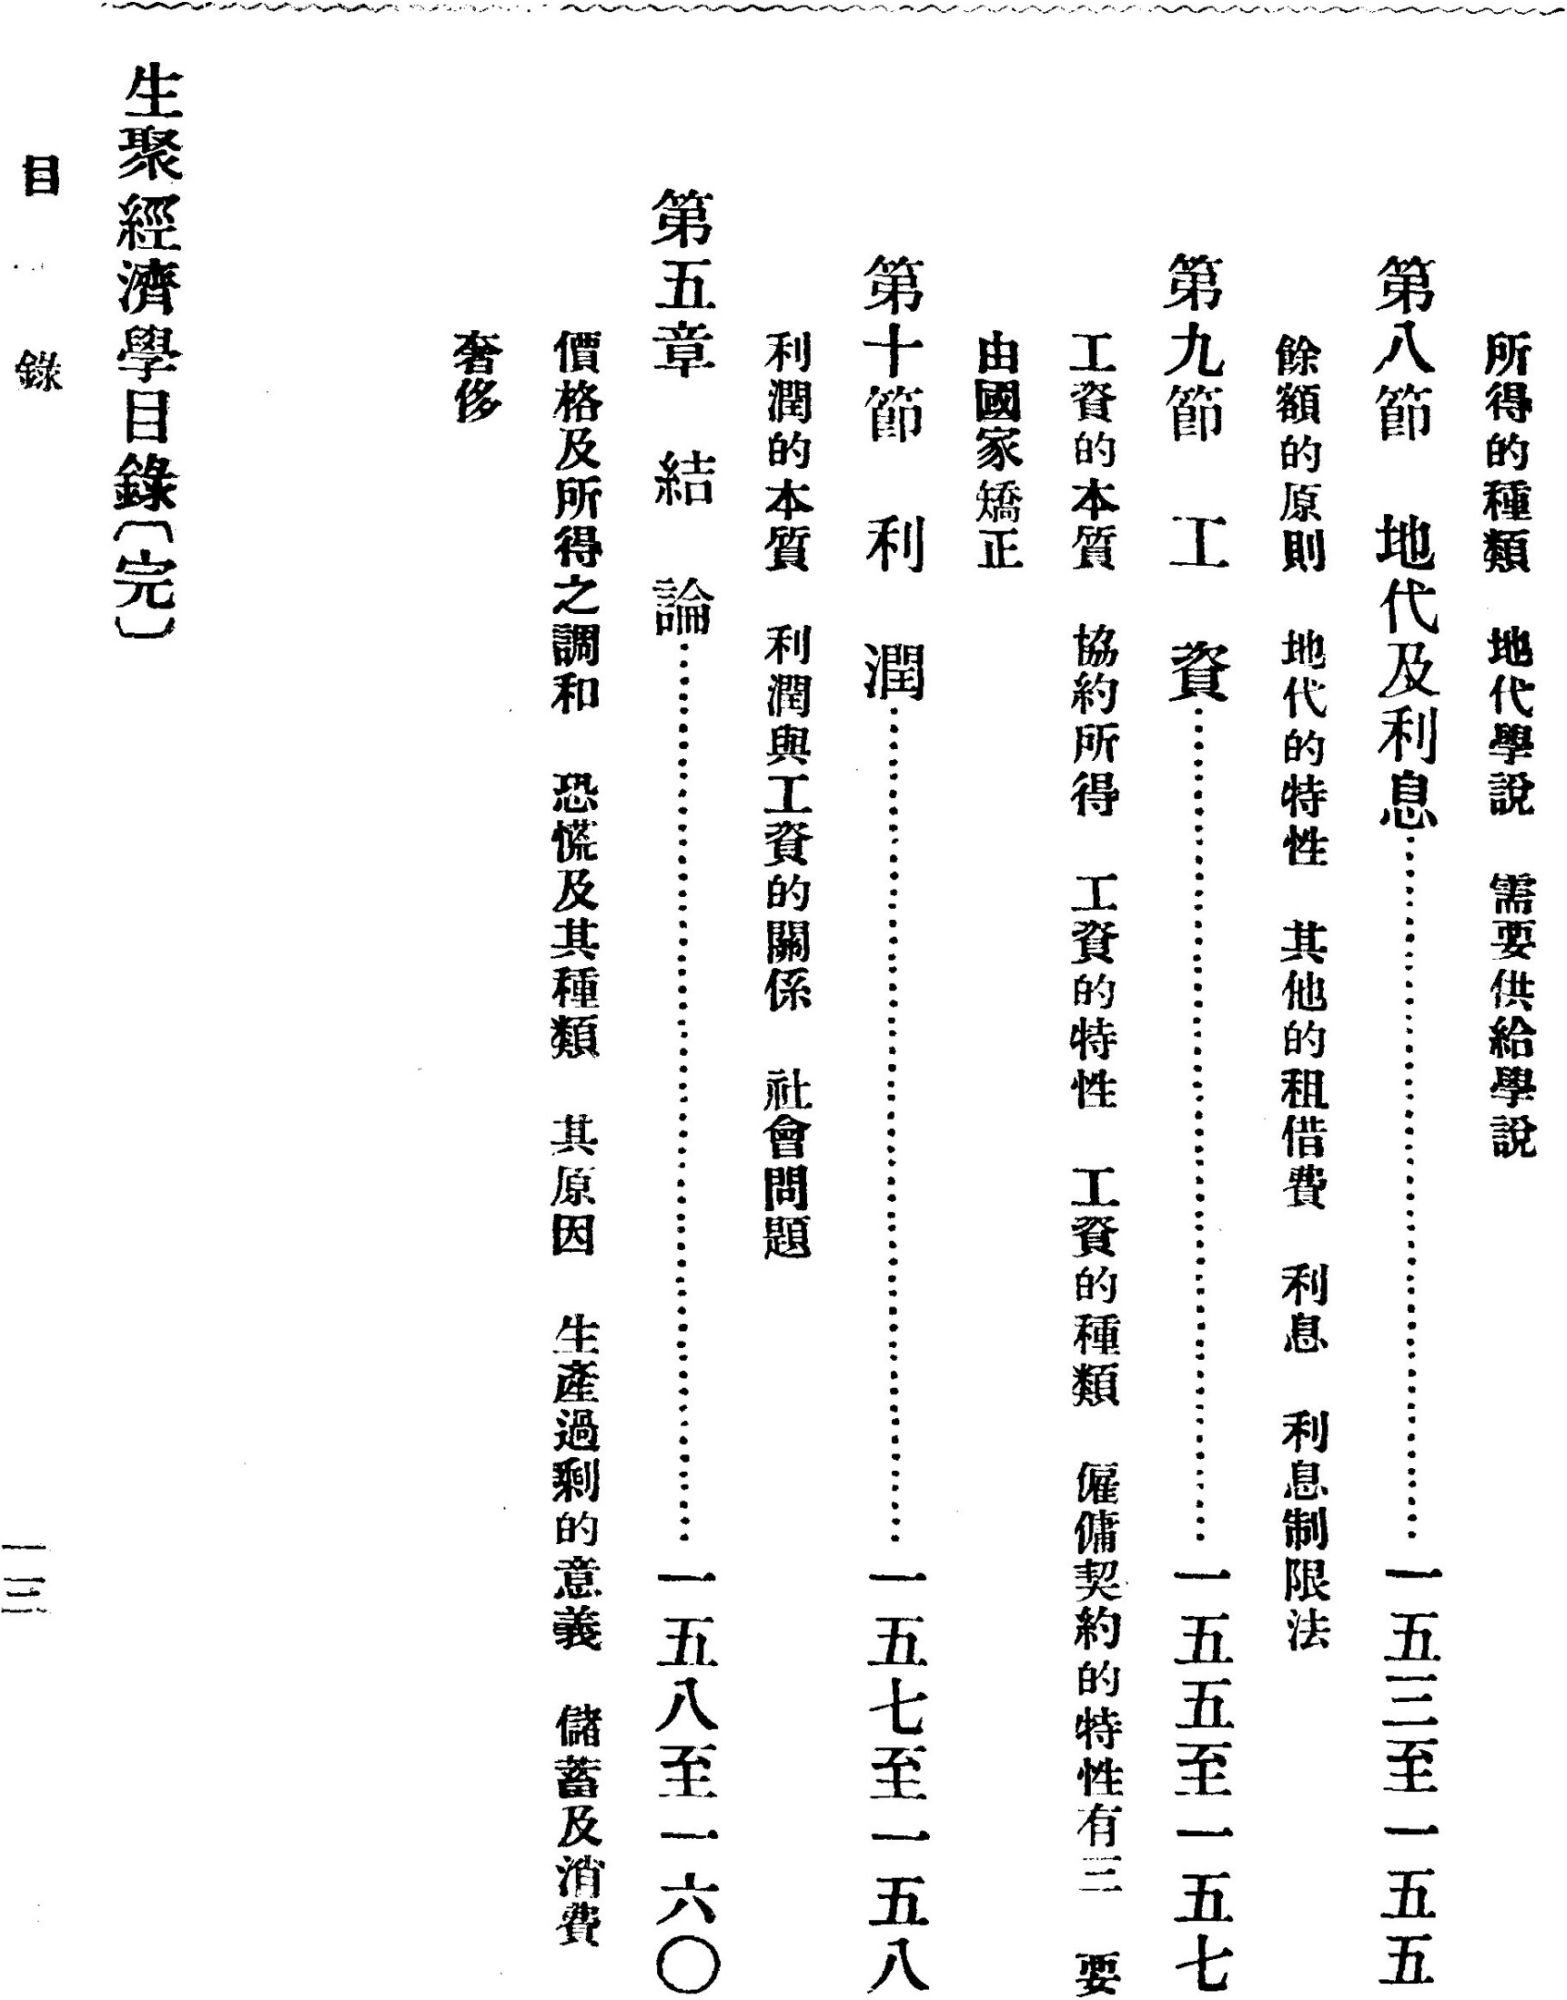 所得的種類　地代學說　需要供給學說
第八節　地代及利息……一五三至一五五
餘額的原則　地代的特性　其他的租借費　利息　利息制限法
第九節　工　資……一五五至一五七
工資的本質　協約所得　工資的特性　工資的種類　僱傭契約的特性有三　要
由國家矯正
第十節　利　潤……一五七至一五八
利潤的本質　利潤與工資的關係　社會問題
第五章　結　論……一五八至一六〇
價格及所得之調和　恐慌及其種類　其原因　生產過剩的意義　儲蓄及消費
奢侈
生聚經濟學目錄〔完〕
目　錄
一三